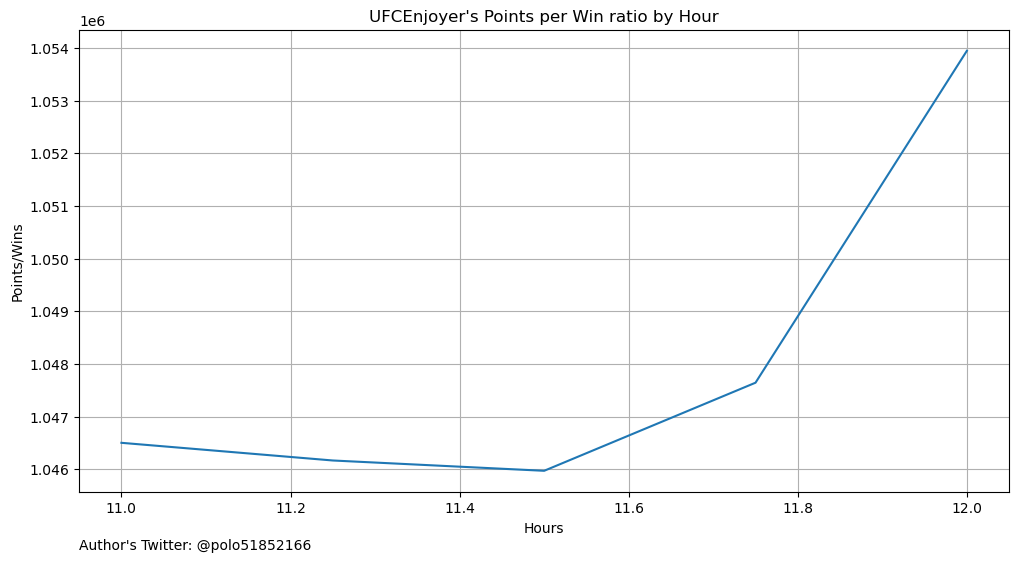 UFCEnjoyer's Points per Win ratio by Hour
1e6
1.054
1.053
1.052
1.051
1.050
1.049
1.048
1.047
1.046
Points/Wins
11.0 11.2 11.4 11.6 11.8 12.0
Hours
Author's Twitter: @polo51852166